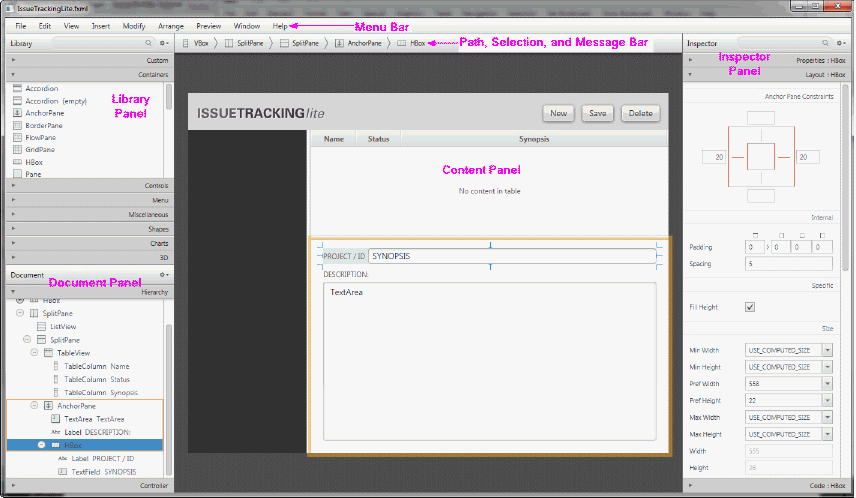 IssueTrackingLite.fxml
File Edit View Insert Modify Arrange Preview Window Help
Menu Bar
Library
VBox SplitPane SplitPane AnchorPane HBox
Path, Selection, and Message Bar
Inspector
Inspector Panel
Custom
Containers
Accordion
Accordion (empty)
AnchorPane
BorderPane
FlowPane
GridPane
HBox
Pane
Library Panel
Controls
Menu
Miscellaneous
Shapes
Charts
3D
Document
Document Panel
Hierarchy
HBox
SplitPane
ListView
SplitPane
TableView
TableColumn Name
TableColumn Status
TableColumn Synopsis
AnchorPane
TextArea TextArea
Abc Label DESCRIPTION:
HBox
Abc Label PROJECT / ID
TextField SYNOPSIS
Controller
ISSUETRACKINGlite
New Save Delete
Name Status Synopsis
Content Panel
No content in table
PROJECT / ID SYNOPSIS
DESCRIPTION:
TextArea
Properties : HBox
Layout : HBox
Anchor Pane Constraints
20 20
Internal
Padding 0 0 0 0
Spacing 5
Specific
Fill Height
Size
Min Width USE_COMPUTED_SIZE
Min Height USE_COMPUTED_SIZE
Pref Width 558
Pref Height 22
Max Width USE_COMPUTED_SIZE
Max Height USE_COMPUTED_SIZE
Width 555
Height 26
Code : HBox